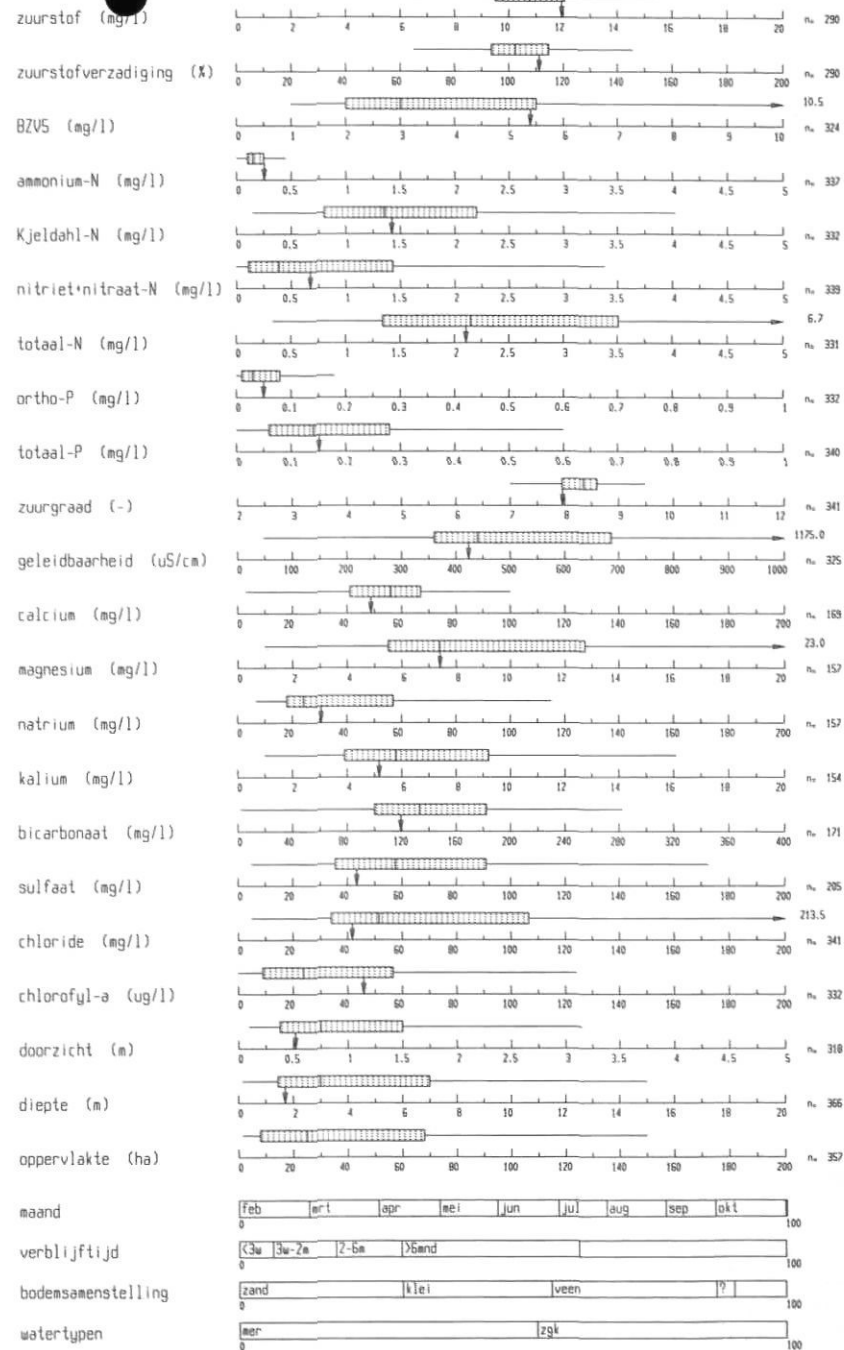 zuurstof (mg/l) 0 2 4 6 8 10 12 14 16 18 20 n= 290
zuurstofverzadiging (%) 0 20 40 60 80 100 120 140 160 180 200 n= 290
10.5
BZV5 (mg/l) 0 1 2 3 4 5 6 7 8 9 10 n= 324
ammonium-N (mg/l) 0 0.5 1 1.5 2 2.5 3 3.5 4 4.5 5 n= 337
Kjeldahl-N (mg/l) 0 0.5 1 1.5 2 2.5 3 3.5 4 4.5 5 n= 332
nitriet+nitraat-N (mg/l) 0 0.5 1 1.5 2 2.5 3 3.5 4 4.5 5 n= 339
6.7
totaal-N (mg/l) 0 0.5 1 1.5 2 2.5 3 3.5 4 4.5 5 n= 331
ortho-P (mg/l) 0 0.1 0.2 0.3 0.4 0.5 0.6 0.7 0.8 0.9 1 n= 332
totaal-P (mg/l) 0 0.1 0.2 0.3 0.4 0.5 0.6 0.7 0.8 0.9 1 n= 340
zuurgraad (-) 2 3 4 5 6 7 8 9 10 11 12 n= 341
1175.0
geleidbaarheid (uS/cm) 0 100 200 300 400 500 600 700 800 900 1000 n= 325
calcium (mg/l) 0 20 40 60 80 100 120 140 160 180 200 n= 169
23.0
magnesium (mg/l) 0 2 4 6 8 10 12 14 16 18 20 n= 157
natrium (mg/l) 0 20 40 60 80 100 120 140 160 180 200 n= 157
kalium (mg/l) 0 2 4 6 8 10 12 14 16 18 20 n= 154
bicarbonaat (mg/l) 0 40 80 120 160 200 240 280 320 360 400 n= 171
sulfaat (mg/l) 0 20 40 60 80 100 120 140 160 180 200 n= 205
213.5
chloride (mg/l) 0 20 40 60 80 100 120 140 160 180 200 n= 341
chlorofyl-a (ug/l) 0 20 40 60 80 100 120 140 160 180 200 n= 332
doorzicht (m) 0 0.5 1 1.5 2 2.5 3 3.5 4 4.5 5 n= 310
diepte (m) 0 2 4 6 8 10 12 14 16 18 20 n= 366
oppervlakte (ha) 0 20 40 60 80 100 120 140 160 180 200 n= 357
maand feb mrt apr mei jun jul aug sep okt
0 100
verblijftijd <3w 3w-2m 2-6m >6mnd
0 100
bodemsamenstelling zand klei veen ?
0 100
watertypen mer zgk
0 100